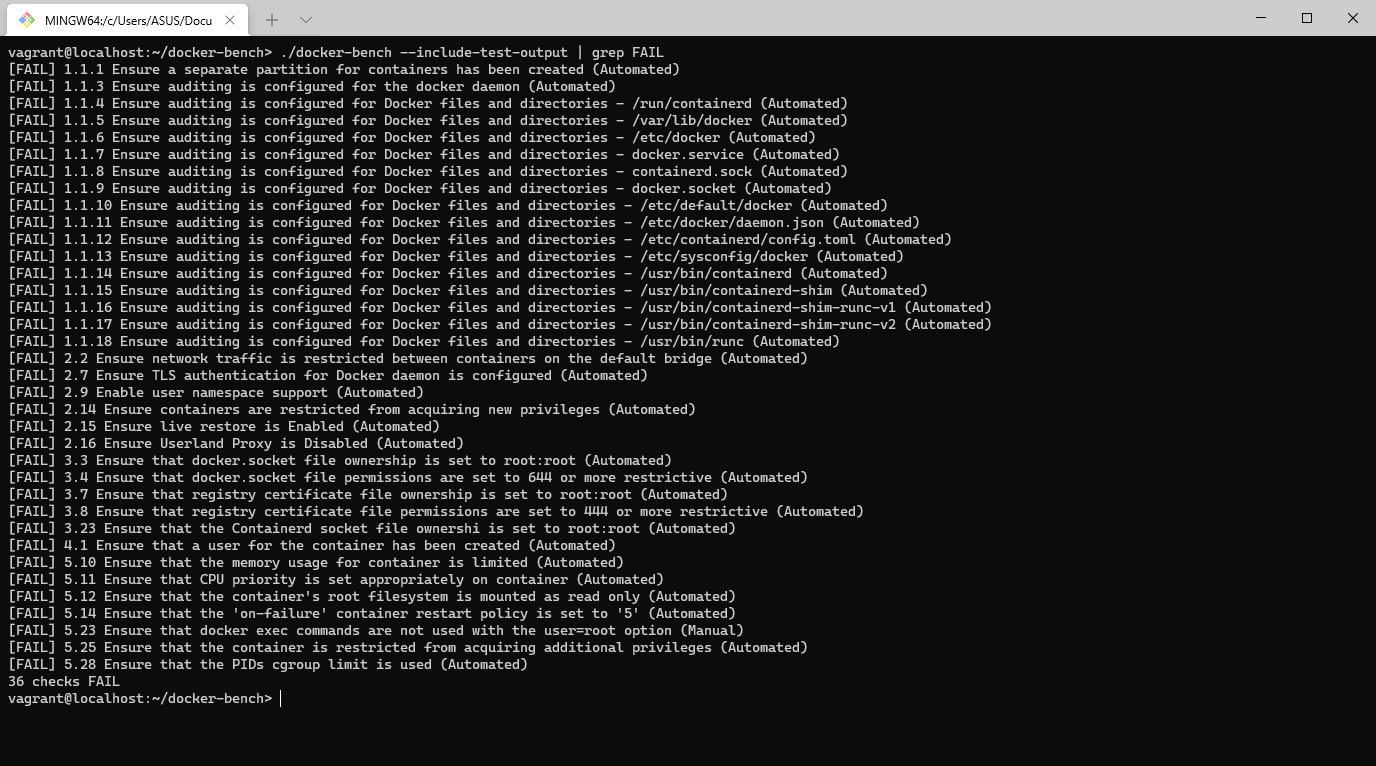 MINGW64:/c/Users/ASUS/Docu
vagrant@localhost:~/docker-bench> ./docker-bench --include-test-output | grep FAIL
[FAIL] 1.1.1 Ensure a separate partition for containers has been created (Automated)
[FAIL] 1.1.3 Ensure auditing is configured for the docker daemon (Automated)
[FAIL] 1.1.4 Ensure auditing is configured for Docker files and directories - /run/containerd (Automated)
[FAIL] 1.1.5 Ensure auditing is configured for Docker files and directories - /var/lib/docker (Automated)
[FAIL] 1.1.6 Ensure auditing is configured for Docker files and directories - /etc/docker (Automated)
[FAIL] 1.1.7 Ensure auditing is configured for Docker files and directories - docker.service (Automated)
[FAIL] 1.1.8 Ensure auditing is configured for Docker files and directories - containerd.sock (Automated)
[FAIL] 1.1.9 Ensure auditing is configured for Docker files and directories - docker.socket (Automated)
[FAIL] 1.1.10 Ensure auditing is configured for Docker files and directories - /etc/default/docker (Automated)
[FAIL] 1.1.11 Ensure auditing is configured for Docker files and directories - /etc/docker/daemon.json (Automated)
[FAIL] 1.1.12 Ensure auditing is configured for Docker files and directories - /etc/containerd/config.toml (Automated)
[FAIL] 1.1.13 Ensure auditing is configured for Docker files and directories - /etc/sysconfig/docker (Automated)
[FAIL] 1.1.14 Ensure auditing is configured for Docker files and directories - /usr/bin/containerd (Automated)
[FAIL] 1.1.15 Ensure auditing is configured for Docker files and directories - /usr/bin/containerd-shim (Automated)
[FAIL] 1.1.16 Ensure auditing is configured for Docker files and directories - /usr/bin/containerd-shim-runc-v1 (Automated)
[FAIL] 1.1.17 Ensure auditing is configured for Docker files and directories - /usr/bin/containerd-shim-runc-v2 (Automated)
[FAIL] 1.1.18 Ensure auditing is configured for Docker files and directories - /usr/bin/runc (Automated)
[FAIL] 2.2 Ensure network traffic is restricted between containers on the default bridge (Automated)
[FAIL] 2.7 Ensure TLS authentication for Docker daemon is configured (Automated)
[FAIL] 2.9 Enable user namespace support (Automated)
[FAIL] 2.14 Ensure containers are restricted from acquiring new privileges (Automated)
[FAIL] 2.15 Ensure live restore is Enabled (Automated)
[FAIL] 2.16 Ensure Userland Proxy is Disabled (Automated)
[FAIL] 3.3 Ensure that docker.socket file ownership is set to root:root (Automated)
[FAIL] 3.4 Ensure that docker.socket file permissions are set to 644 or more restrictive (Automated)
[FAIL] 3.7 Ensure that registry certificate file ownership is set to root:root (Automated)
[FAIL] 3.8 Ensure that registry certificate file permissions are set to 444 or more restrictive (Automated)
[FAIL] 3.23 Ensure that the Containerd socket file ownershi is set to root:root (Automated)
[FAIL] 4.1 Ensure that a user for the container has been created (Automated)
[FAIL] 5.10 Ensure that the memory usage for container is limited (Automated)
[FAIL] 5.11 Ensure that CPU priority is set appropriately on container (Automated)
[FAIL] 5.12 Ensure that the container's root filesystem is mounted as read only (Automated)
[FAIL] 5.14 Ensure that the 'on-failure' container restart policy is set to '5' (Automated)
[FAIL] 5.23 Ensure that docker exec commands are not used with the user=root option (Manual)
[FAIL] 5.25 Ensure that the container is restricted from acquiring additional privileges (Automated)
[FAIL] 5.28 Ensure that the PIDs cgroup limit is used (Automated)
36 checks FAIL
vagrant@localhost:~/docker-bench>